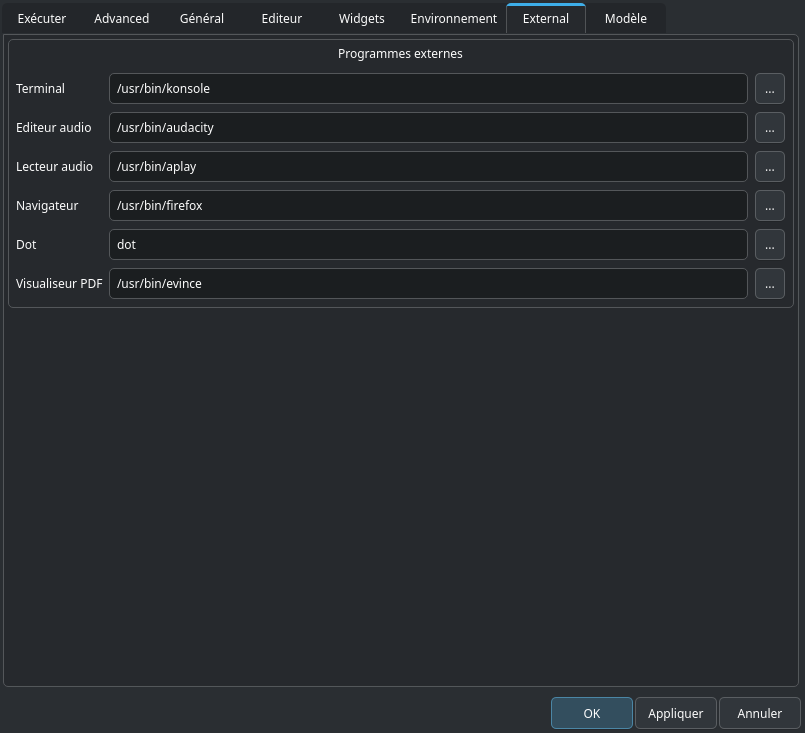 Exécuter Advanced Général Editeur Widgets Environnement External Modèle
Programmes externes
Terminal /usr/bin/konsole ...
Editeur audio /usr/bin/audacity ...
Lecteur audio /usr/bin/aplay ...
Navigateur /usr/bin/firefox ...
Dot dot ...
Visualiseur PDF /usr/bin/evince ...
OK Appliquer Annuler